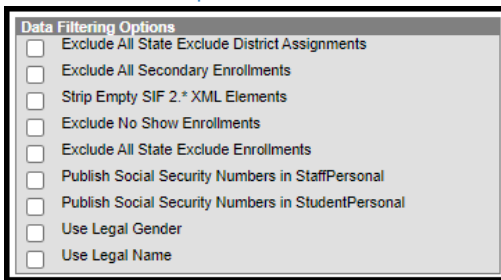 Data Filtering Options
Exclude All State Exclude District Assignments
Exclude All Secondary Enrollments
Strip Empty SIF 2.* XML Elements
Exclude No Show Enrollments
Exclude All State Exclude Enrollments
Publish Social Security Numbers in StaffPersonal
Publish Social Security Numbers in StudentPersonal
Use Legal Gender
Use Legal Name